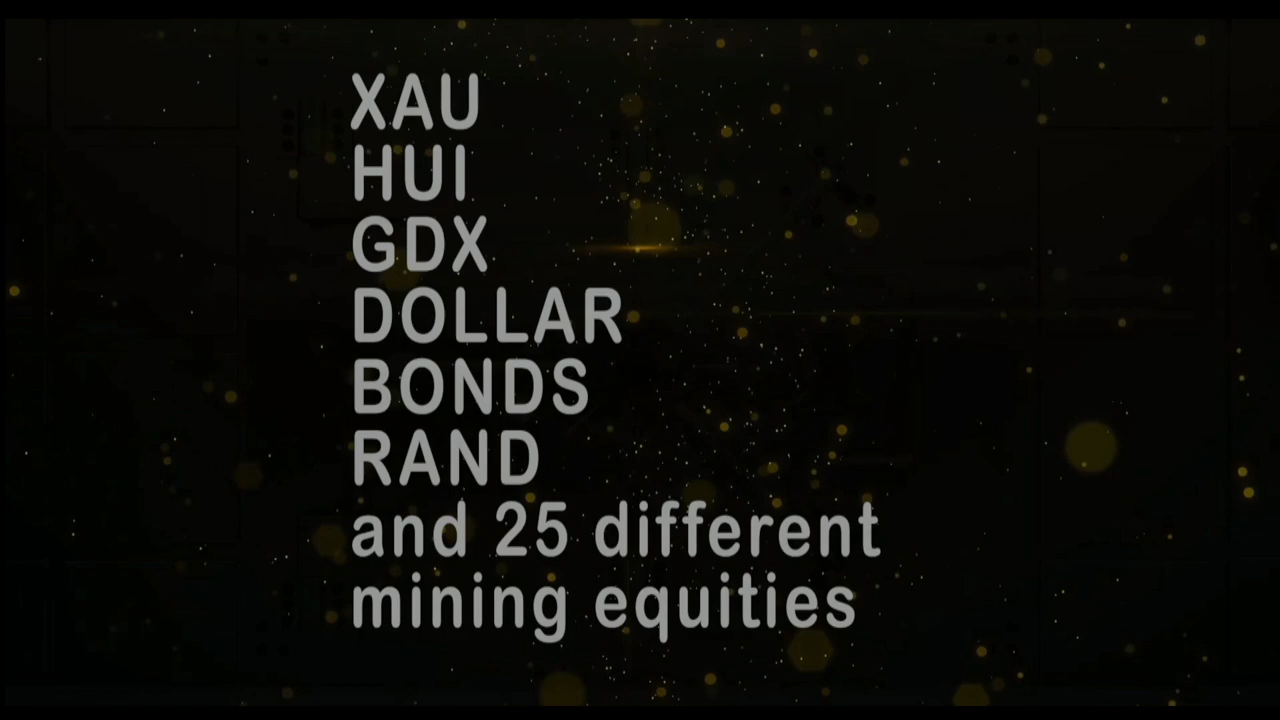 XAU
HUI
GDX
DOLLAR
BONDS
RAND
and 25 different
mining equities